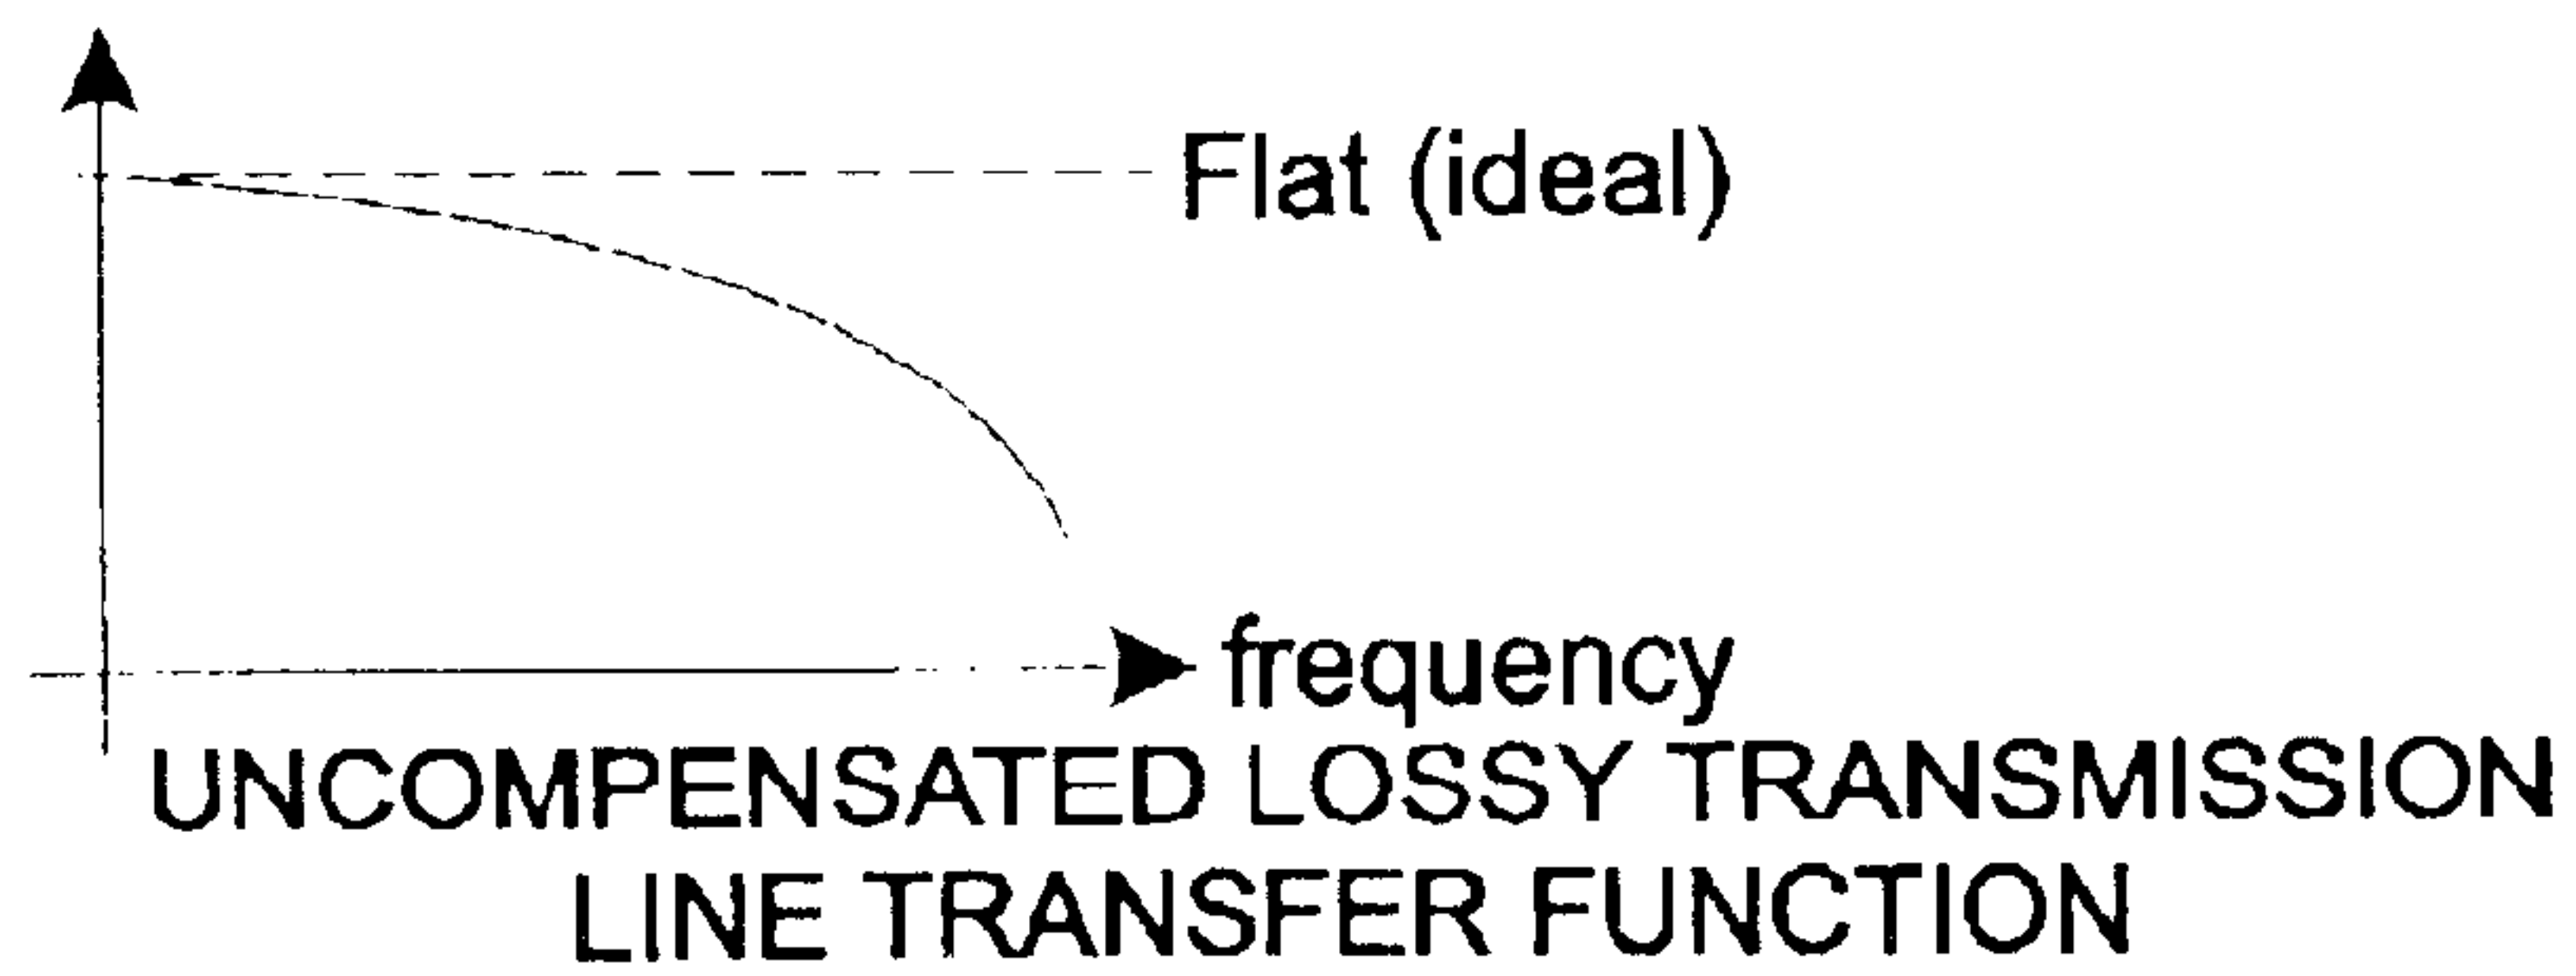 Flat (ideal)
frequency
UNCOMPENSATED LOSSY TRANSMISSION
LINE TRANSFER FUNCTION